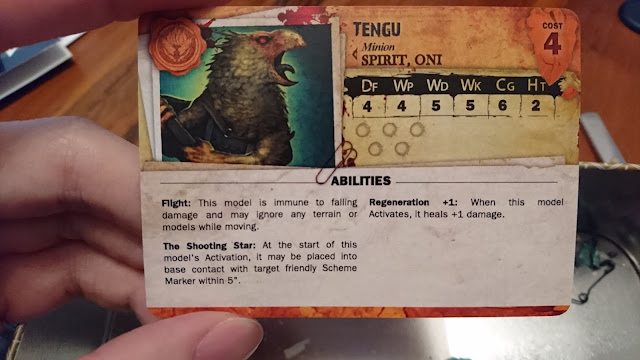 TENGU
Minion
SPIRIT, ONI
COST
4
DF WP WD WK CG HT
4 4 5 5 6 2
ABILITIES
Flight: This model is immune to falling
damage and may ignore any terrain or
models while moving.
The Shooting Star: At the start of this
model's Activation, it may be placed into
base contact with target friendly Scheme
Marker within 5".
Regeneration +1: When this model
Activates, it heals +1 damage.